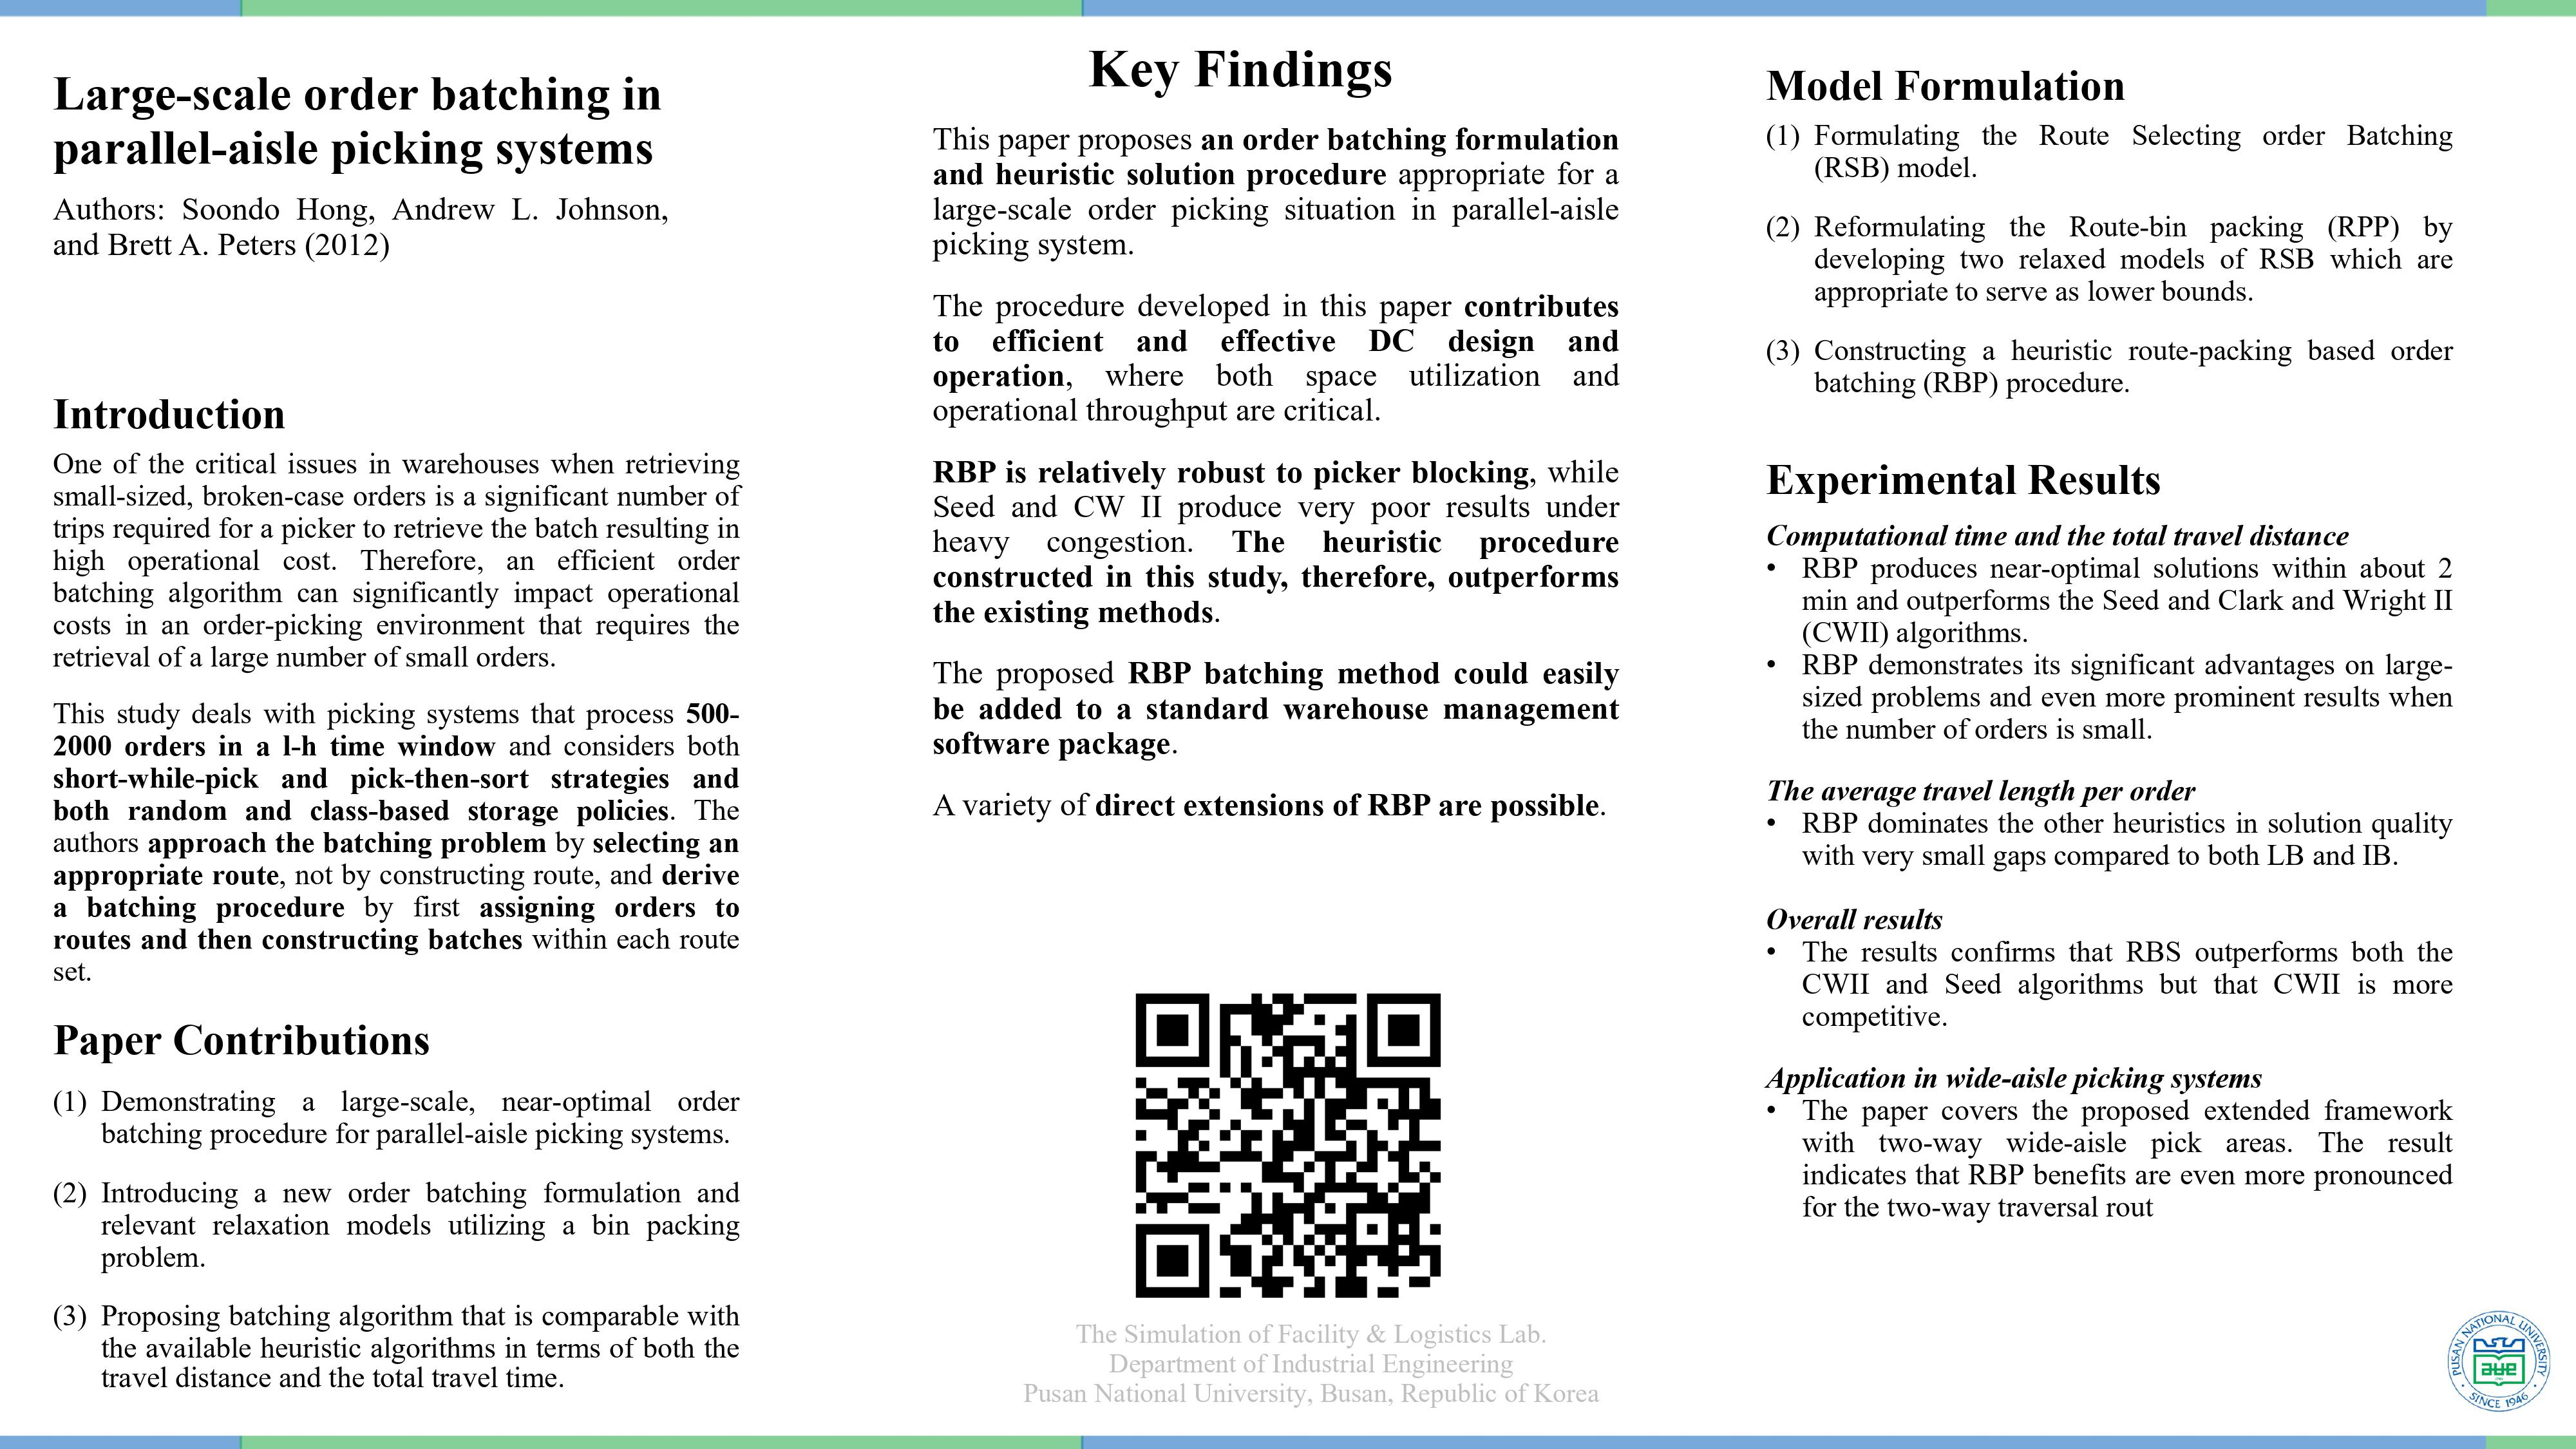 Large-scale order batching in
parallel-aisle picking systems
Authors: Soondo Hong, Andrew L. Johnson,
and Brett A. Peters (2012)
Introduction
One of the critical issues in warehouses when retrieving
small-sized, broken-case orders is a significant number of
trips required for a picker to retrieve the batch resulting in
high operational cost. Therefore, an efficient order
batching algorithm can significantly impact operational
costs in an order-picking environment that requires the
retrieval of a large number of small orders.
This study deals with picking systems that process 500-
2000 orders in a l-h time window and considers both
short-while-pick and pick-then-sort strategies and
both random and class-based storage policies. The
authors approach the batching problem by selecting an
appropriate route, not by constructing route, and derive
a batching procedure by first assigning orders to
routes and then constructing batches within each route
set.
Paper Contributions
(1) Demonstrating a large-scale, near-optimal order
batching procedure for parallel-aisle picking systems.
(2) Introducing a new order batching formulation and
relevant relaxation models utilizing a bin packing
problem.
(3) Proposing batching algorithm that is comparable with
the available heuristic algorithms in terms of both the
travel distance and the total travel time.
Key Findings
This paper proposes an order batching formulation
and heuristic solution procedure appropriate for a
large-scale order picking situation in parallel-aisle
picking system.
The procedure developed in this paper contributes
to efficient and effective DC design and
operation, where both space utilization and
operational throughput are critical.
RBP is relatively robust to picker blocking, while
Seed and CW II produce very poor results under
heavy congestion. The heuristic procedure
constructed in this study, therefore, outperforms
the existing methods.
The proposed RBP batching method could easily
be added to a standard warehouse management
software package.
A variety of direct extensions of RBP are possible.
The Simulation of Facility & Logistics Lab.
Department of Industrial Engineering
Pusan National University, Busan, Republic of Korea
Model Formulation
(1) Formulating the Route Selecting order Batching
(RSB) model.
(2) Reformulating the Route-bin packing (RPP) by
developing two relaxed models of RSB which are
appropriate to serve as lower bounds.
(3) Constructing a heuristic route-packing based order
batching (RBP) procedure.
Experimental Results
Computational time and the total travel distance
• RBP produces near-optimal solutions within about 2
min and outperforms the Seed and Clark and Wright II
(CWII) algorithms.
• RBP demonstrates its significant advantages on large-
sized problems and even more prominent results when
the number of orders is small.
The average travel length per order
• RBP dominates the other heuristics in solution quality
with very small gaps compared to both LB and IB.
Overall results
• The results confirms that RBS outperforms both the
CWII and Seed algorithms but that CWII is more
competitive.
Application in wide-aisle picking systems
• The paper covers the proposed extended framework
with two-way wide-aisle pick areas. The result
indicates that RBP benefits are even more pronounced
for the two-way traversal rout
PUSAN NATIONAL UNIVERSITY
SINCE 1946